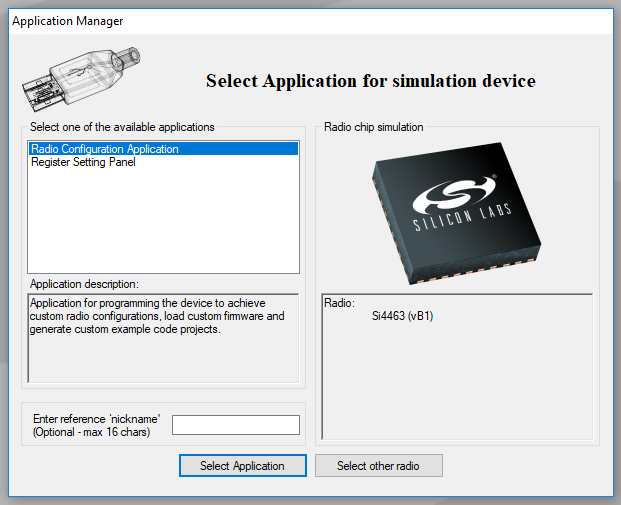 Application Manager
Select Application for simulation device
Select one of the available applications
Radio Configuration Application
Register Setting Panel
Application description:
Application for programming the device to achieve
custom radio configurations, load custom firmware and
generate custom example code projects.
Enter reference 'nickname'
(Optional - max 16 chars)
Radio chip simulation
SILICON LABS
Radio:
Si4463 (vB1)
Select Application
Select other radio